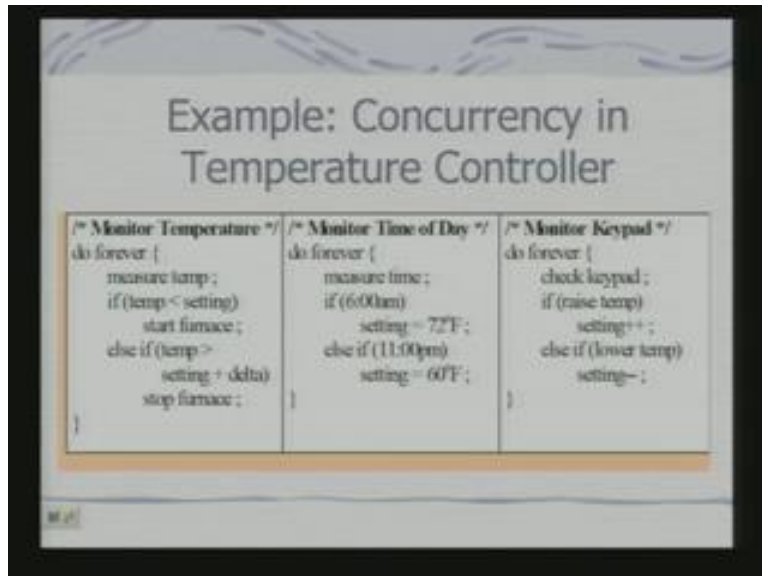 Example: Concurrency in
Temperature Controller
/* Monitor Temperature */
do forever {
measure temp ;
if (temp < setting)
start furnace ;
else if (temp >
setting + delta)
stop furnace ;
}
/* Monitor Time of Day */
do forever {
measure time ;
if (6:00am)
setting = 72°F ;
else if (11:00pm)
setting = 60°F ;
}
/* Monitor Keypad */
do forever {
check keypad ;
if (raise temp)
setting++ ;
else if (lower temp)
setting-- ;
}